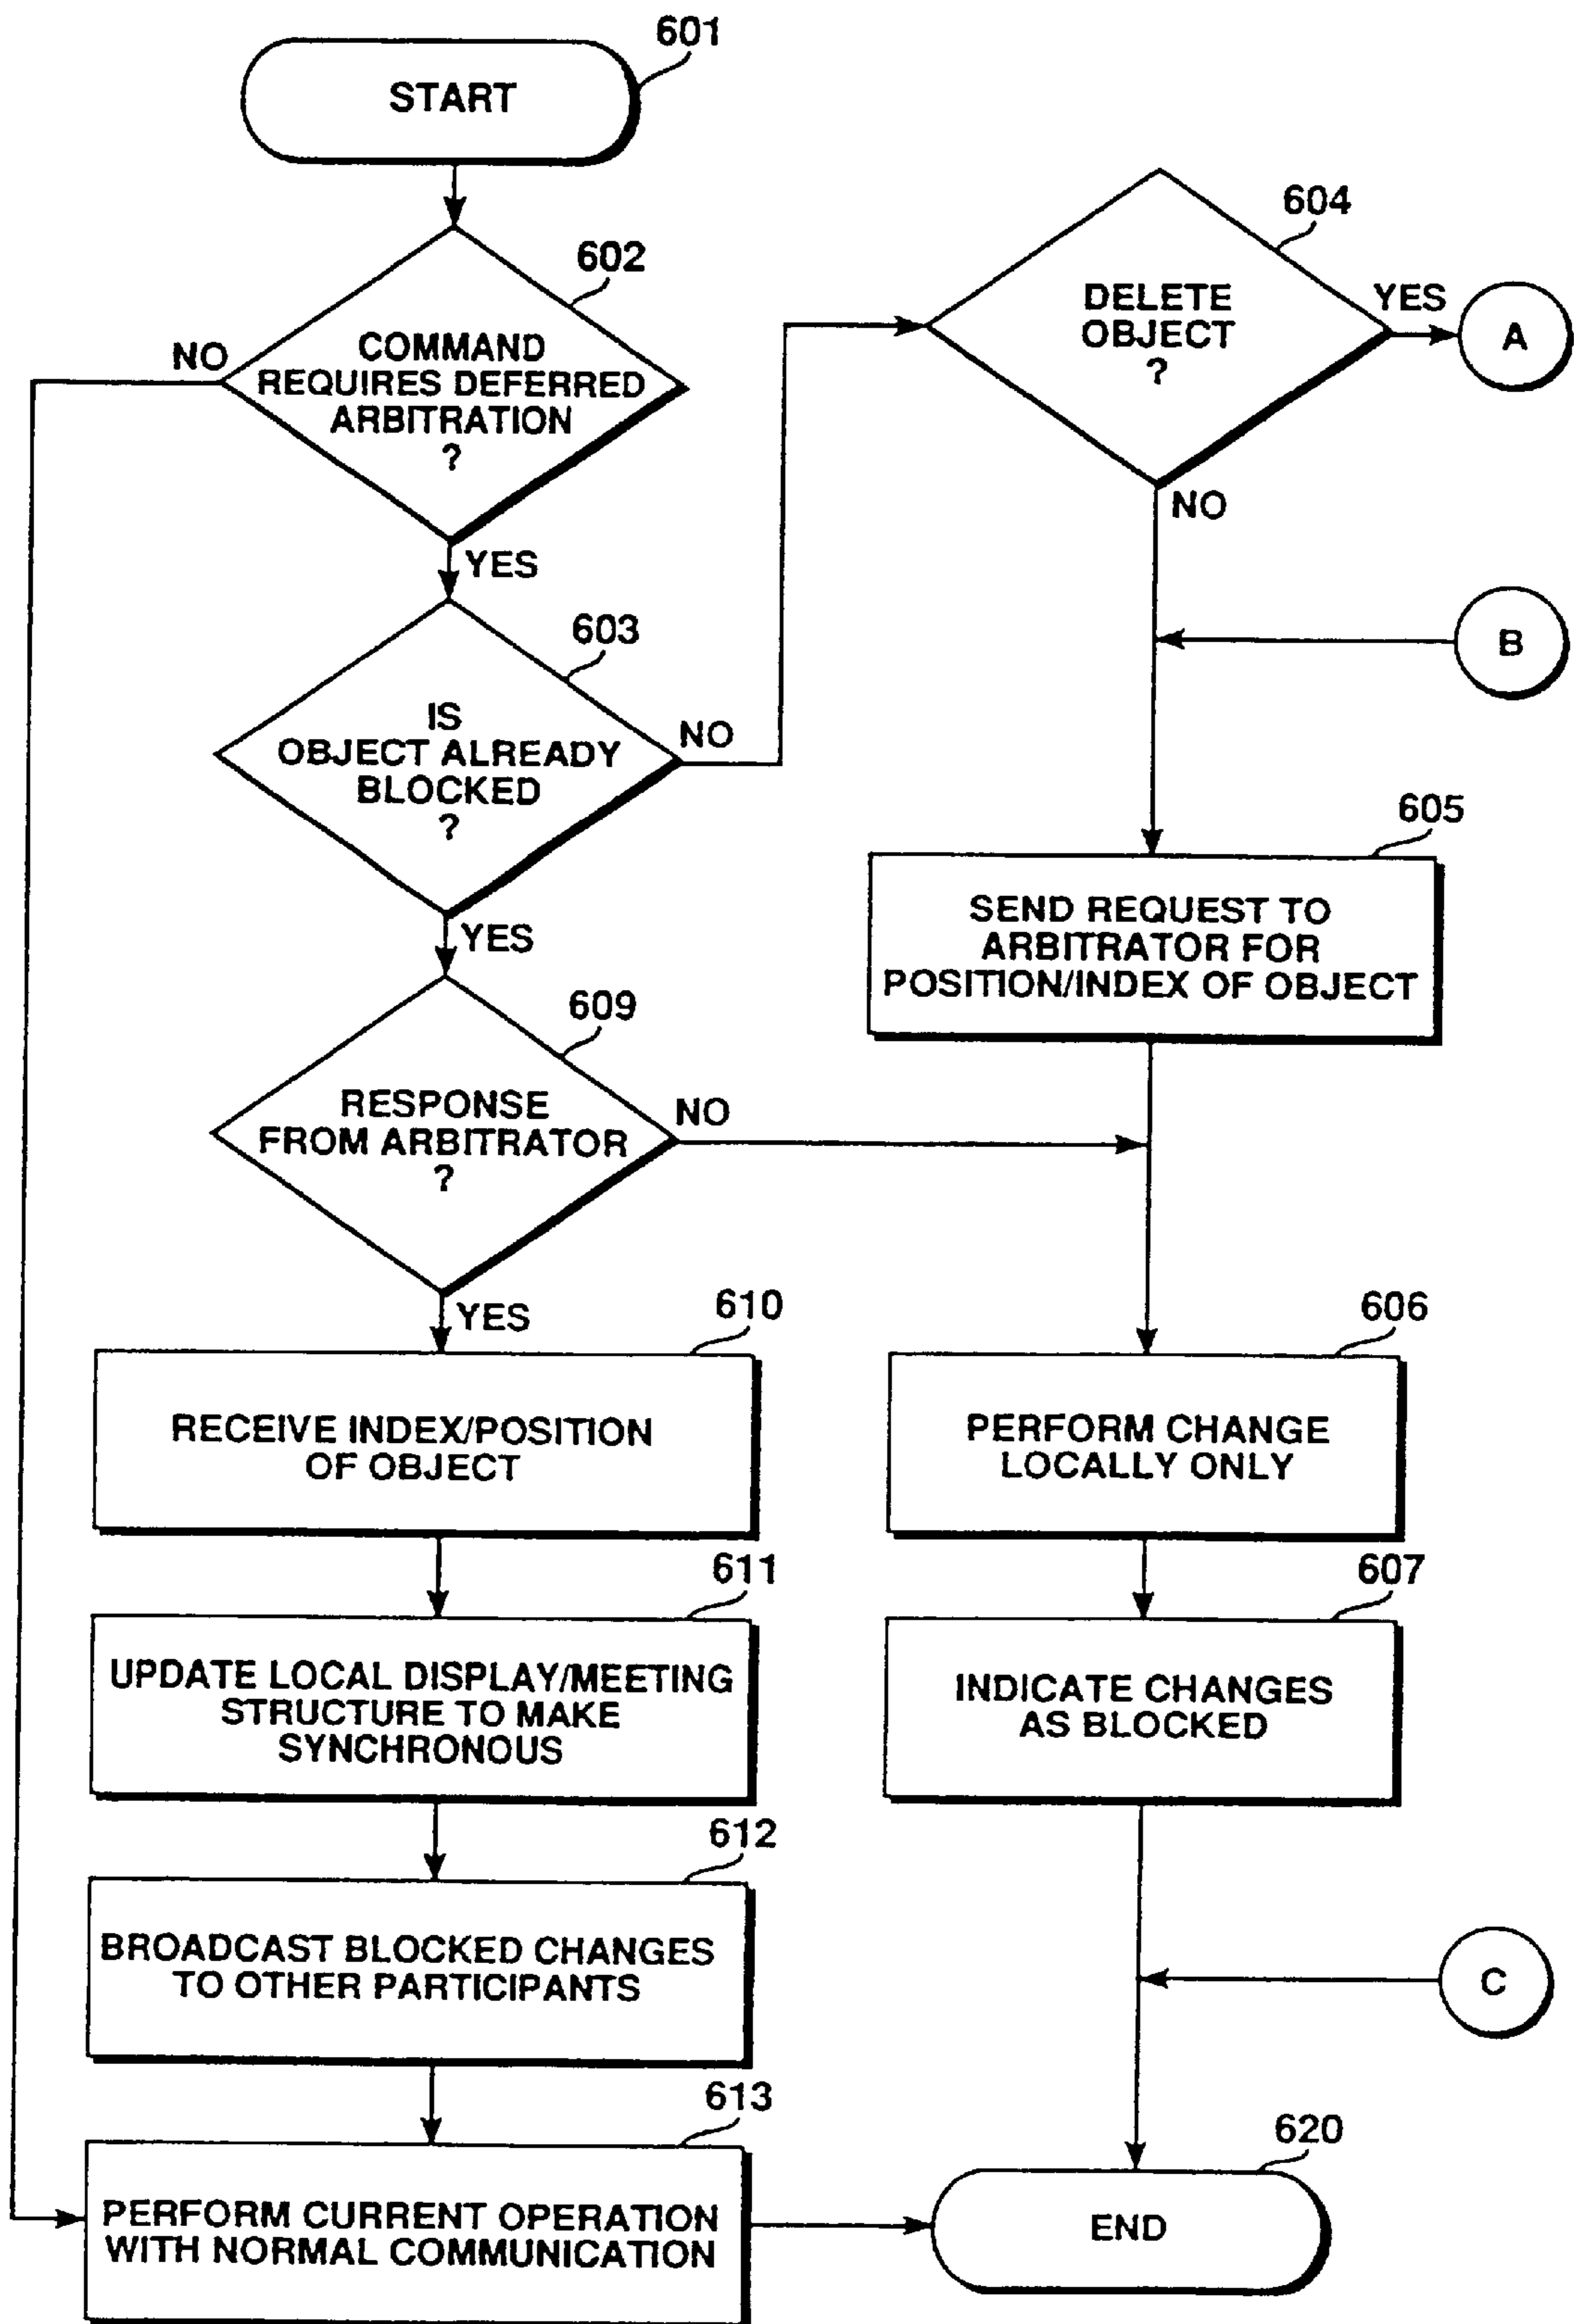 601
START
602
COMMAND
REQUIRES DEFERRED
ARBITRATION
?
NO
YES
603
IS
OBJECT ALREADY
BLOCKED
?
NO
YES
604
DELETE
OBJECT
?
YES
A
NO
B
605
SEND REQUEST TO
ARBITRATOR FOR
POSITION/INDEX OF OBJECT
609
RESPONSE
FROM ARBITRATOR
?
NO
YES
610
RECEIVE INDEX/POSITION
OF OBJECT
606
PERFORM CHANGE
LOCALLY ONLY
611
UPDATE LOCAL DISPLAY/MEETING
STRUCTURE TO MAKE
SYNCHRONOUS
607
INDICATE CHANGES
AS BLOCKED
612
BROADCAST BLOCKED CHANGES
TO OTHER PARTICIPANTS
C
613
PERFORM CURRENT OPERATION
WITH NORMAL COMMUNICATION
620
END